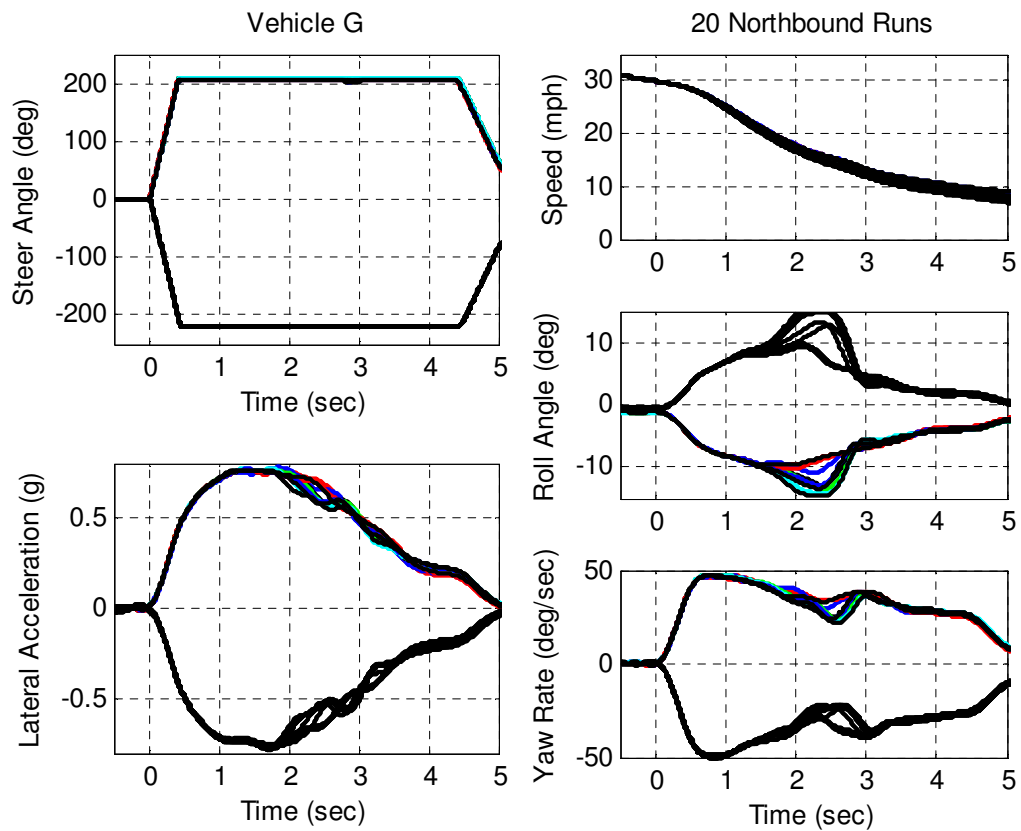 Vehicle G
20 Northbound Runs
Steer Angle (deg)
200
100
0
-100
-200
0 1 2 3 4 5
Time (sec)
Speed (mph)
30
20
10
0
0 1 2 3 4 5
Roll Angle (deg)
10
0
-10
0 1 2 3 4 5
Lateral Acceleration (g)
0.5
0
-0.5
0 1 2 3 4 5
Time (sec)
Yaw Rate (deg/sec)
50
0
-50
0 1 2 3 4 5
Time (sec)